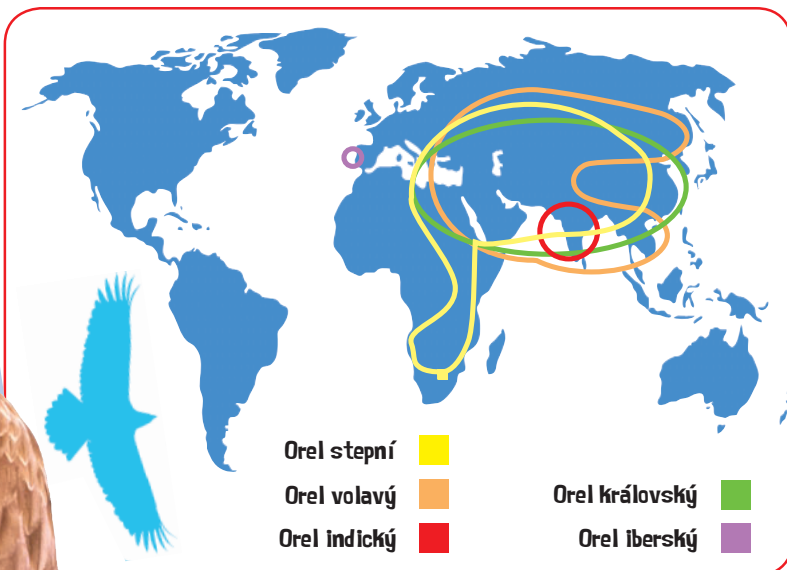 Orel stepní
Orel volavý
Orel indický
Orel královský
Orel iberský